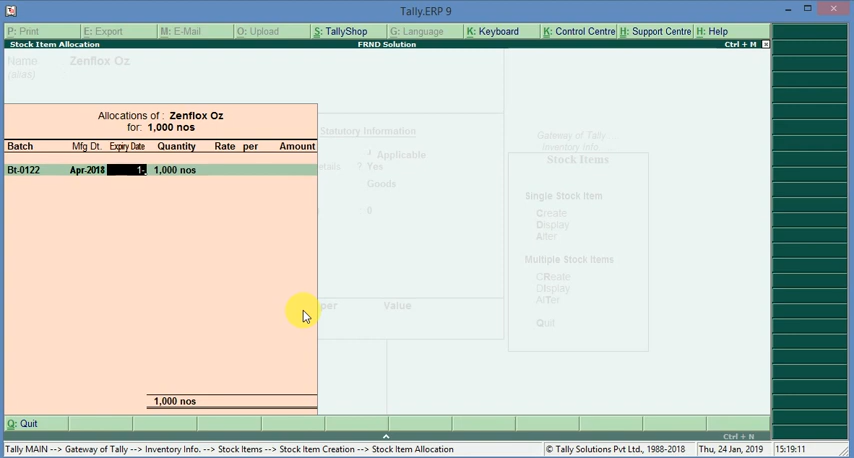 Tally.ERP 9
P: Print E: Export M: E-Mail O: Upload S: TallyShop G: Language K: Keyboard K: Control Centre H: Support Centre H: Help
Stock Item Allocation FRND Solution Ctrl + M
Name Zenflox Oz
(alias)
Allocations of : Zenflox Oz
for: 1,000 nos
Batch Mfg Dt. Expiry Date Quantity Rate per Amount
Bt-0122 Apr-2018 1-. 1,000 nos
1,000 nos
Statutory Information
Applicable
etails ? Yes
Goods
0
per Value
Gateway of Tally ...
Inventory Info. ...
Stock Items
Single Stock Item
Create
Display
Alter
Multiple Stock Items
CReate
DIsplay
AlTer
Quit
Q: Quit
Ctrl + N
Tally MAIN --> Gateway of Tally --> Inventory Info. --> Stock Items --> Stock Item Creation --> Stock Item Allocation © Tally Solutions Pvt Ltd., 1988-2018 Thu, 24 Jan, 2019 15:19:11